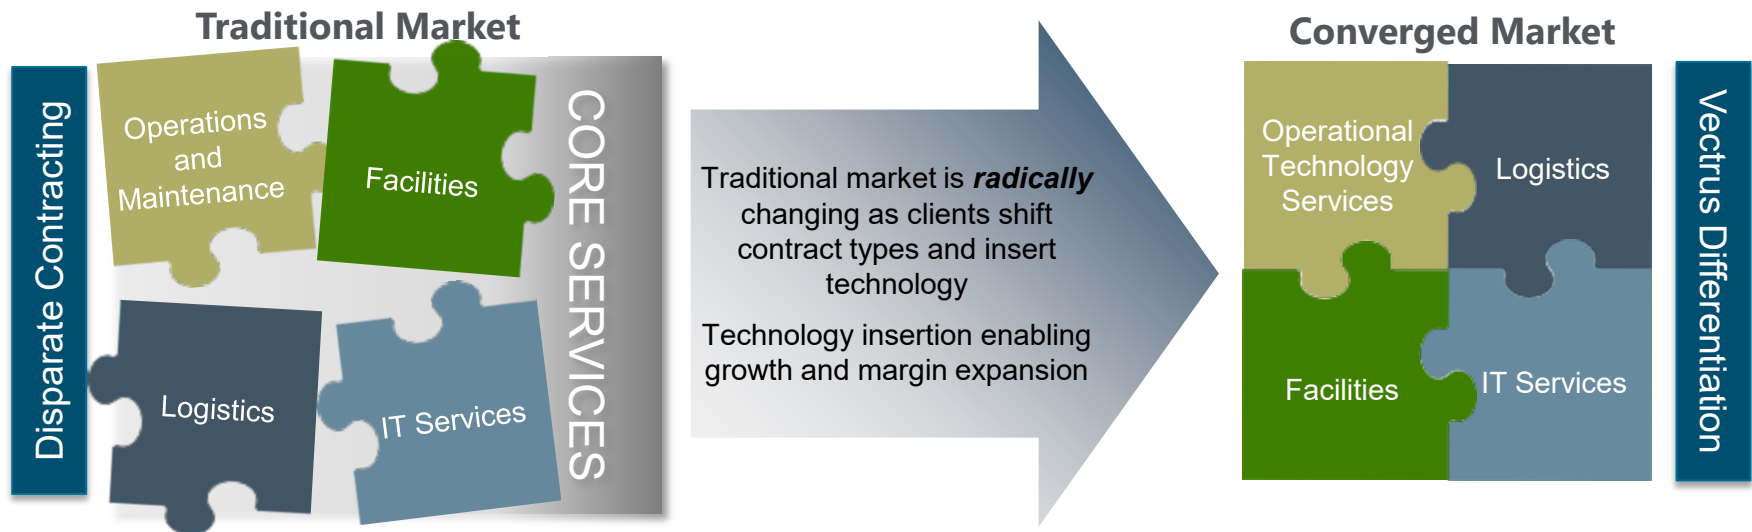 Traditional Market
Disparate Contracting
Operations
and
Maintenance
Facilities
Logistics
IT Services
CORE SERVICES
Traditional market is radically
changing as clients shift
contract types and insert
technology
Technology insertion enabling
growth and margin expansion
Converged Market
Operational
Technology
Services
Logistics
Facilities
IT Services
Vectrus Differentiation